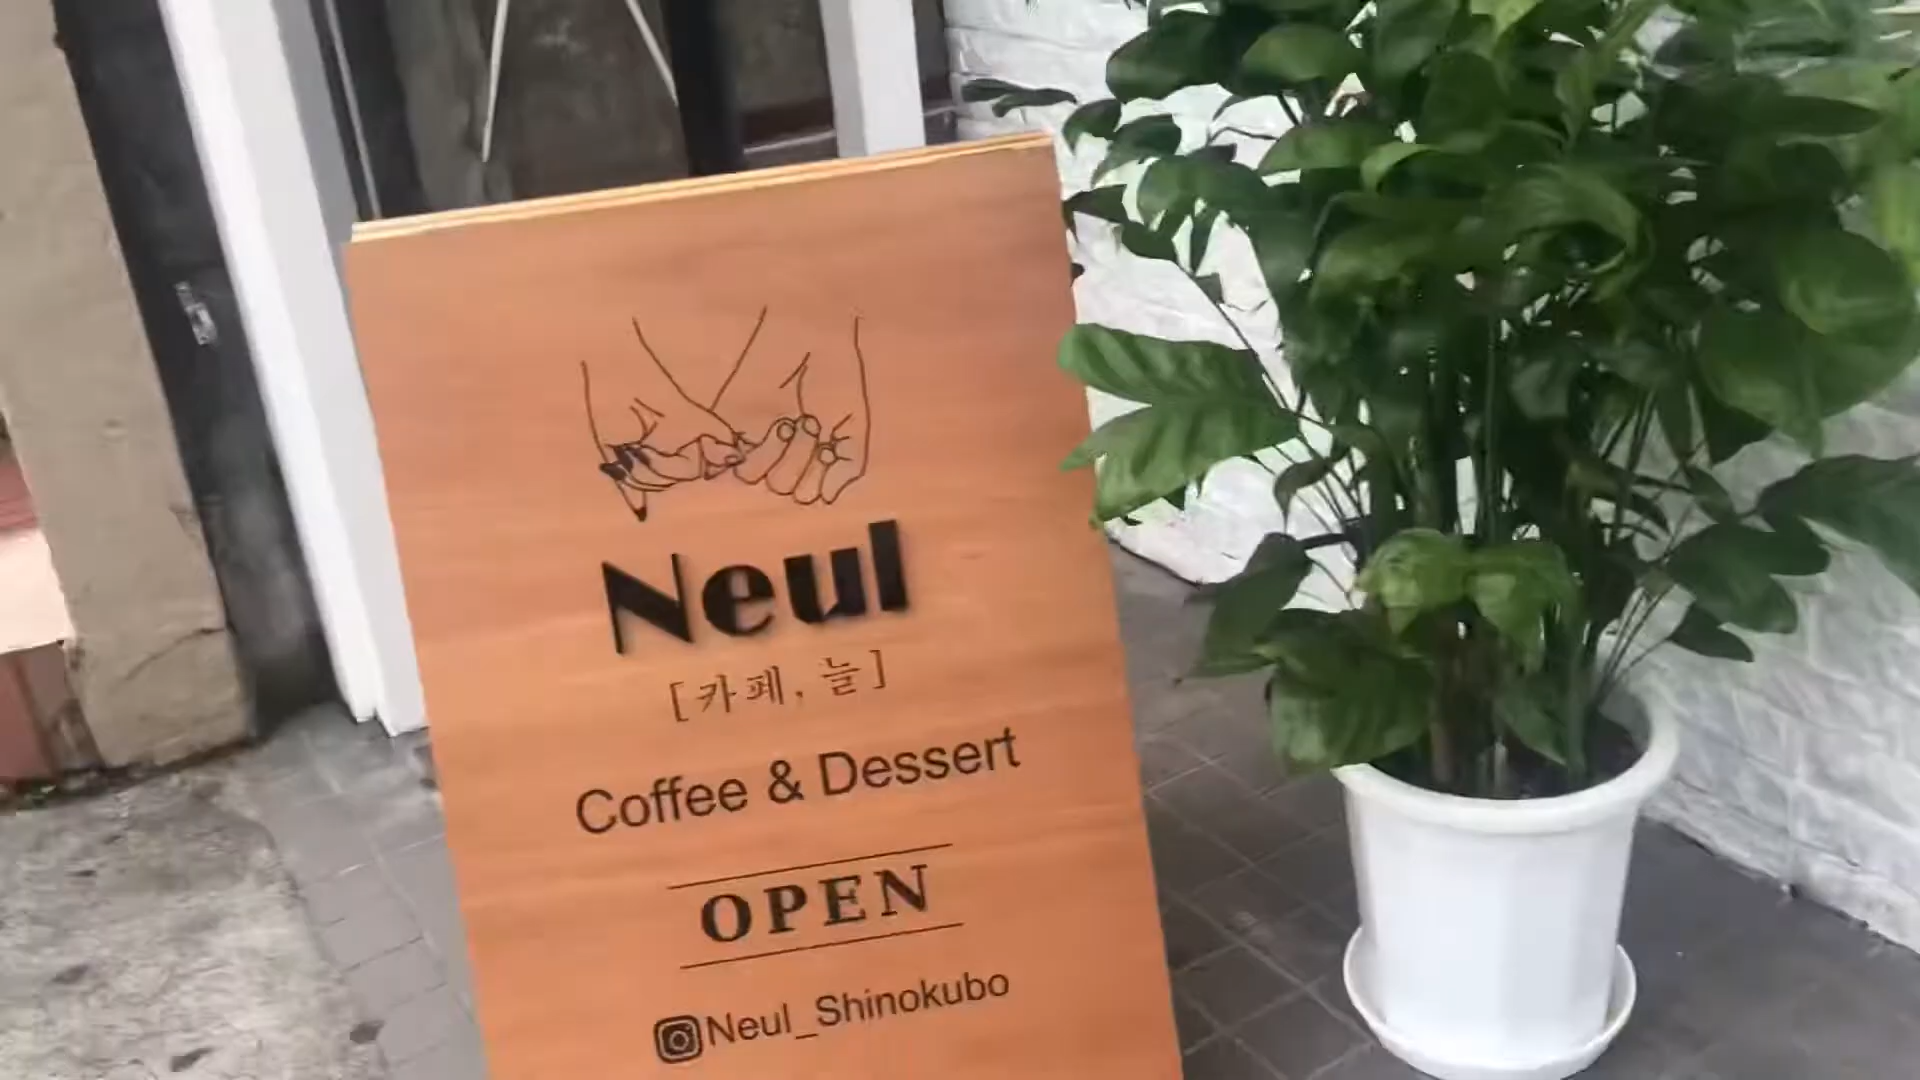 Neul
[카페, 늘]
Coffee & Dessert
OPEN
Neul_Shinokubo